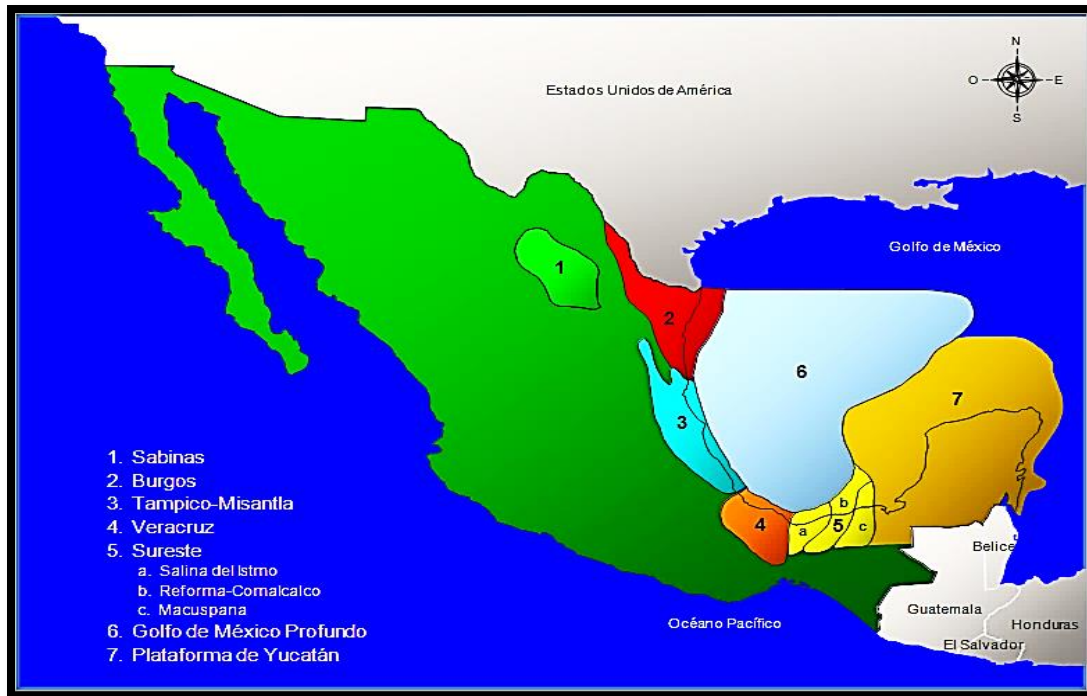 N
O E
S
Estados Unidos de América
Golfo de México
1
2
6
7
3
b
4
a 5 c
1. Sabinas
2. Burgos
3. Tampico-Misantla
4. Veracruz
5. Sureste
a. Salina del Istmo
b. Reforma-Comalcalco
c. Macuspana
6. Golfo de México Profundo
7. Plataforma de Yucatán
Belice
Guatemala
Honduras
El Salvador
Océano Pacífico